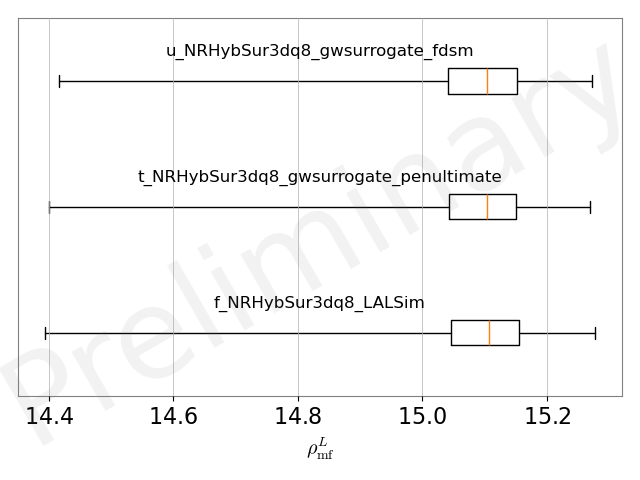 u_NRHybSur3dq8_gwsurrogate_fdsm
t_NRHybSur3dq8_gwsurrogate_penultimate
f_NRHybSur3dq8_LALSim
Preliminary
14.4 14.6 14.8 15.0 15.2
ρ^L_mf